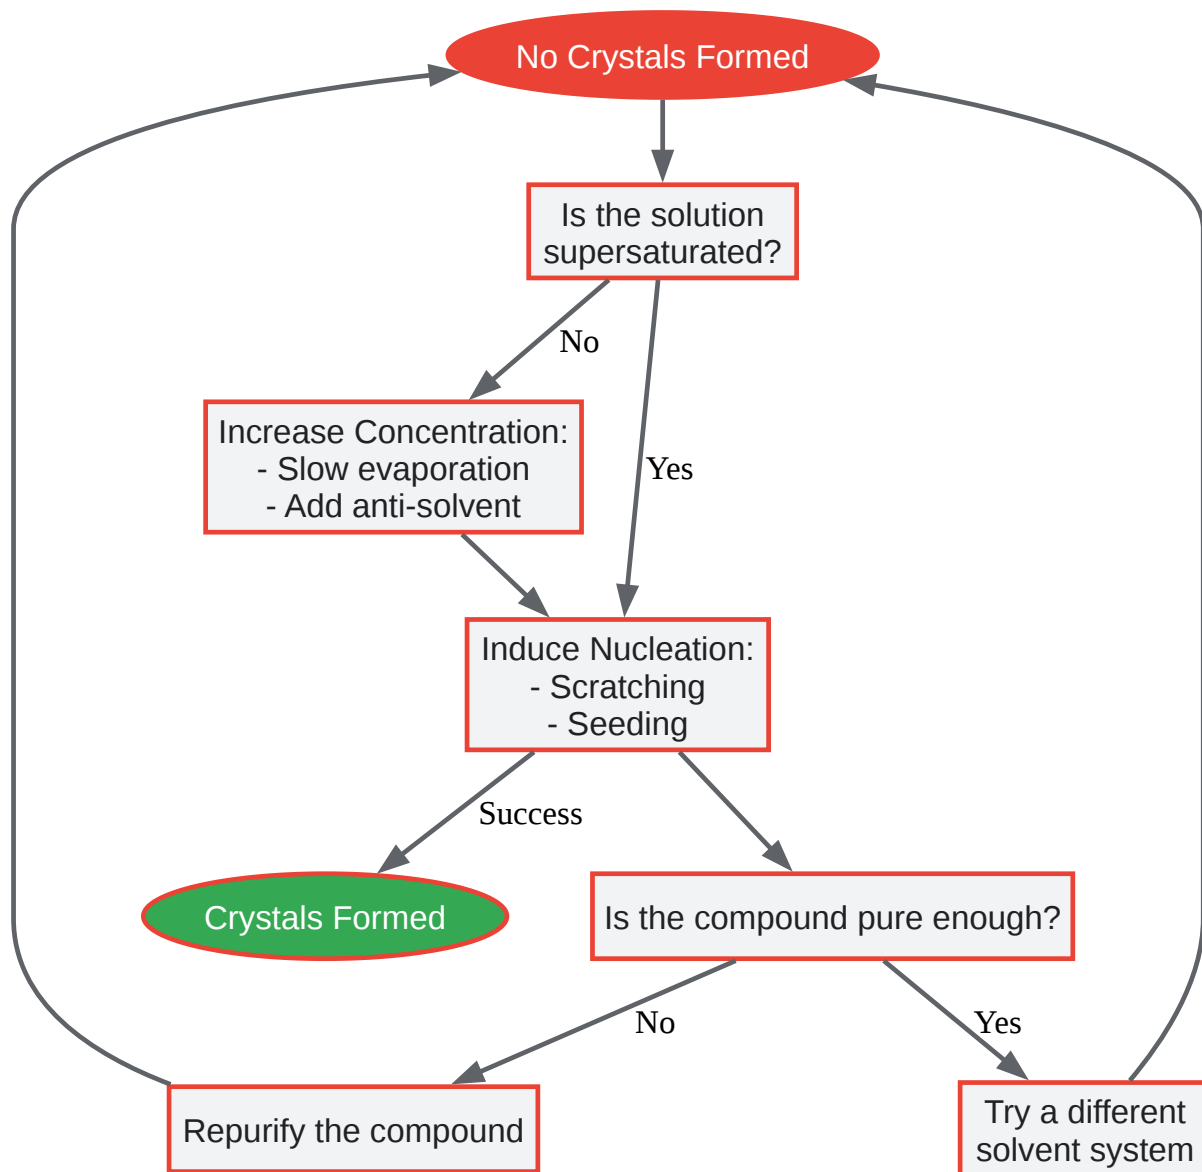 No Crystals Formed
Is the solution
supersaturated?
No
Increase Concentration:
- Slow evaporation
- Add anti-solvent
Yes
Induce Nucleation:
- Scratching
- Seeding
Success
Crystals Formed
Is the compound pure enough?
No
Yes
Repurify the compound
Try a different
solvent system